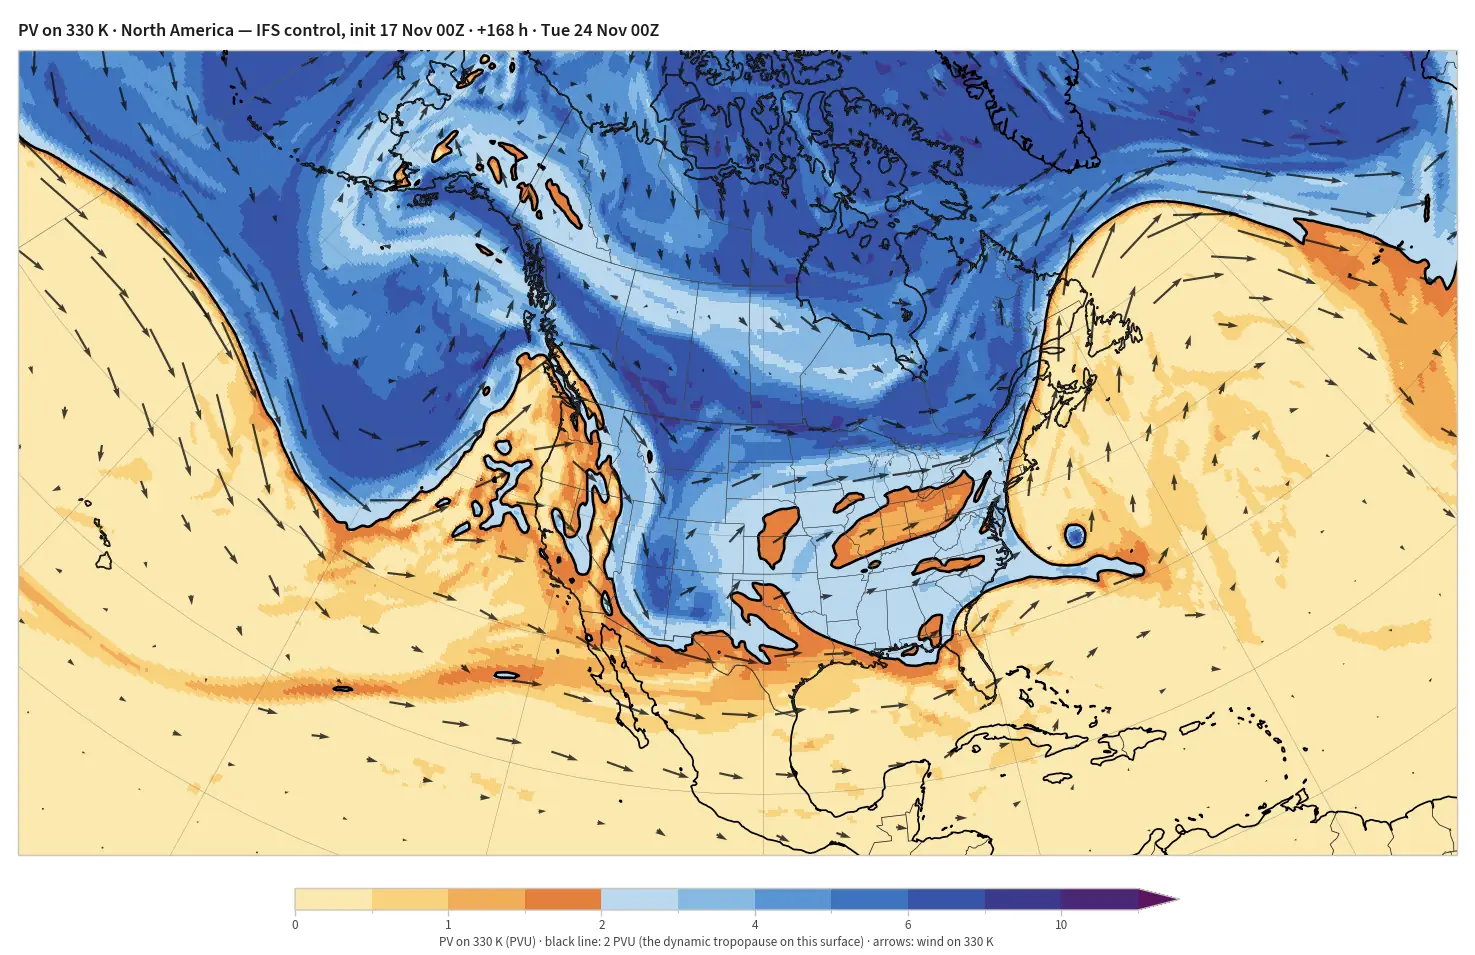 PV on 330 K · North America — IFS control, init 17 Nov 00Z · +168 h · Tue 24 Nov 00Z
0 1 2 4 6 10
PV on 330 K (PVU) · black line: 2 PVU (the dynamic tropopause on this surface) · arrows: wind on 330 K